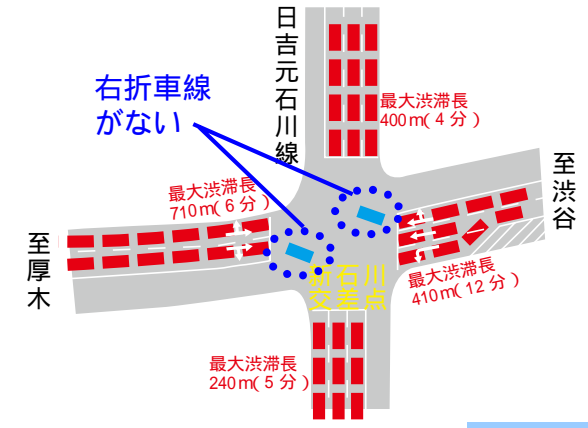 日吉元石川線
右折車線
がない
最大渋滞長
400m(4分)
至渋谷
最大渋滞長
710m(6分)
至厚木
新石川
交差点
最大渋滞長
410m(12分)
最大渋滞長
240m(5分)